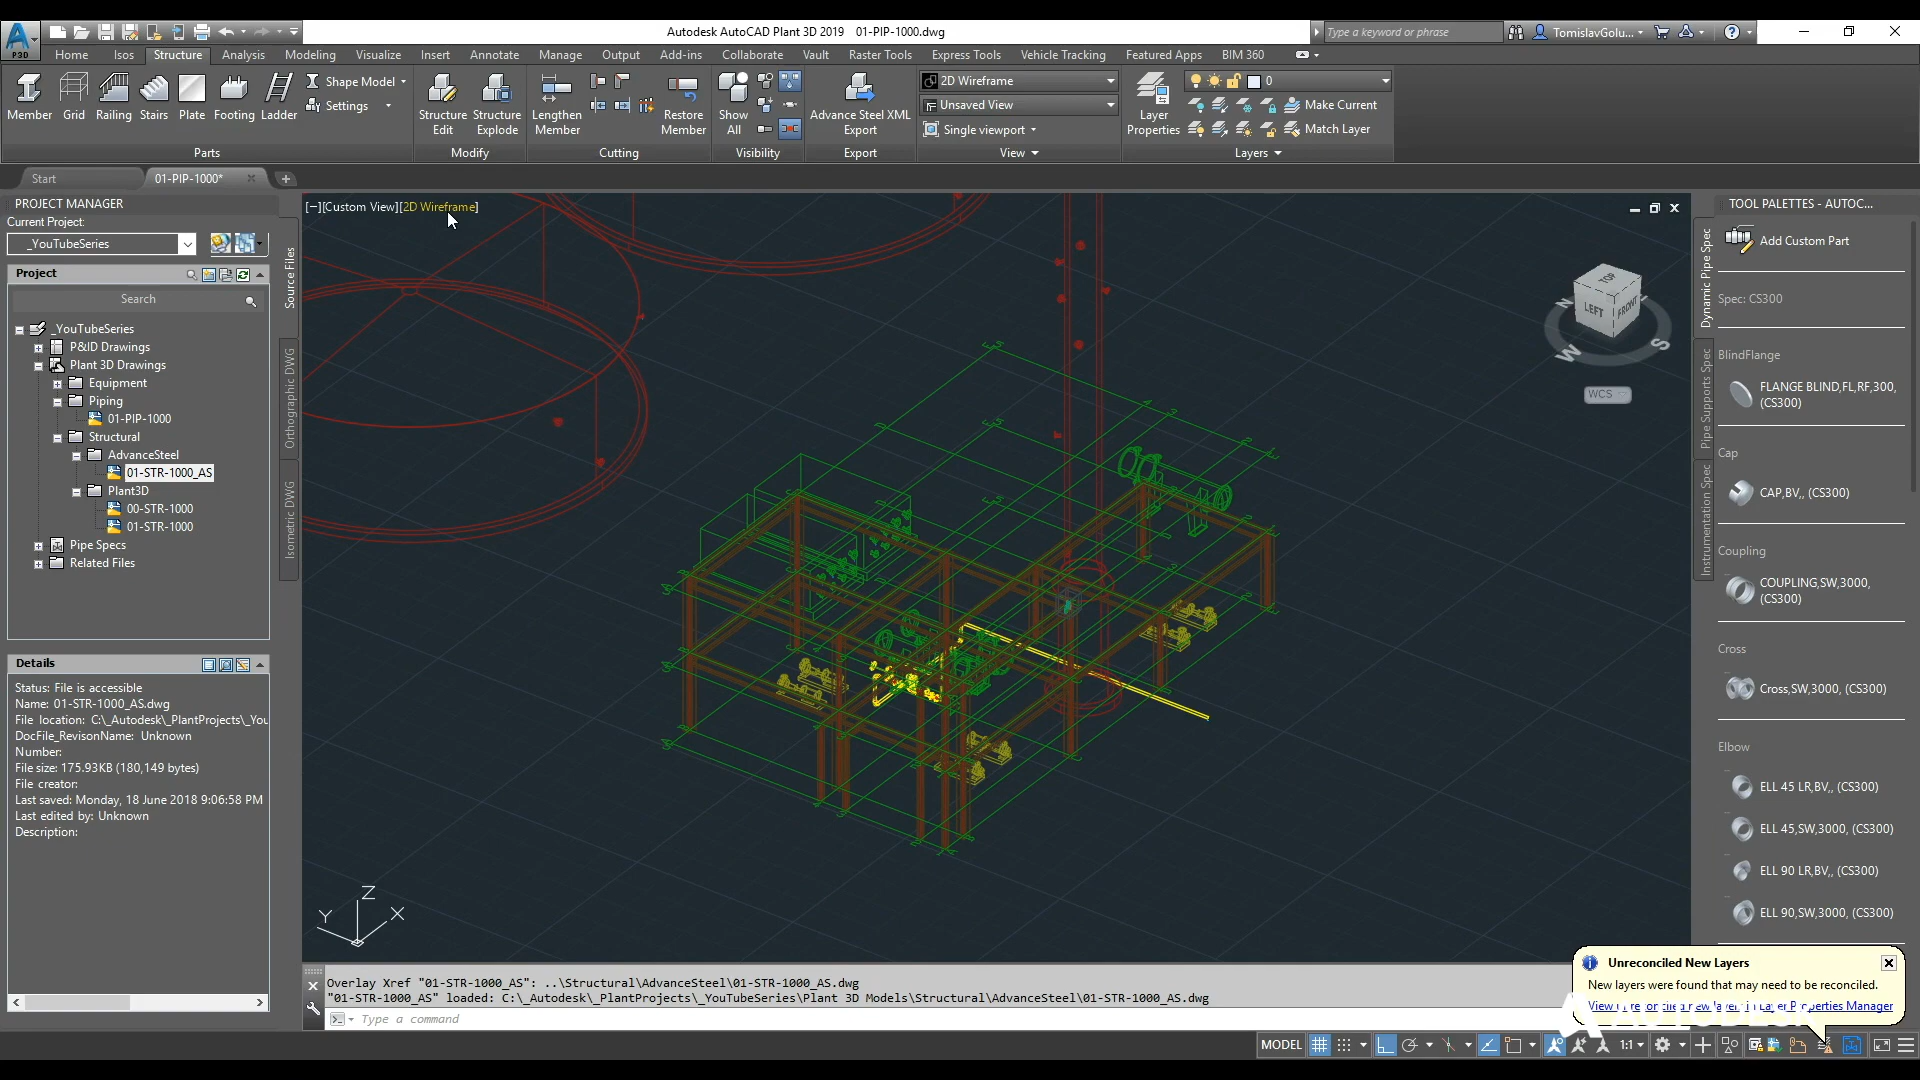 Autodesk AutoCAD Plant 3D 2019 01-PIP-1000.dwg
Type a keyword or phrase
TomislavGolu...
P3D
Home Isos Structure Analysis Modeling Visualize Insert Annotate Manage Output Add-ins Collaborate Vault Raster Tools Express Tools Vehicle Tracking Featured Apps BIM 360
Member Grid Railing Stairs Plate Footing Ladder
Shape Model
Settings
Structure Edit
Structure Explode
Lengthen Member
Restore Member
Show All
Advance Steel XML Export
2D Wireframe
Unsaved View
Single viewport
Layer Properties
0
Make Current
Match Layer
Parts Modify Cutting Visibility Export View Layers
Start 01-PIP-1000*
PROJECT MANAGER
Current Project:
_YouTubeSeries
Project
Search
_YouTubeSeries
P&ID Drawings
Plant 3D Drawings
Equipment
Piping
01-PIP-1000
Structural
AdvanceSteel
01-STR-1000_AS
Plant3D
00-STR-1000
01-STR-1000
Pipe Specs
Related Files
Source Files
Orthographic DWG
Isometric DWG
Details
Status: File is accessible
Name: 01-STR-1000_AS.dwg
File location: C:\_Autodesk\_PlantProjects\_You
DocFile_RevisonName: Unknown
Number:
File size: 175.93KB (180,149 bytes)
File creator:
Last saved: Monday, 18 June 2018 9:06:58 PM
Last edited by: Unknown
Description:
[−][Custom View][2D Wireframe]
TOP
LEFT
FRONT
N
W
S
WCS
Z
Y
X
TOOL PALETTES - AUTOC...
Dynamic Pipe Spec
Pipe Supports Spec
Instrumentation Spec
Add Custom Part
Spec: CS300
BlindFlange
FLANGE BLIND,FL,RF,300, (CS300)
Cap
CAP,BV,, (CS300)
Coupling
COUPLING,SW,3000, (CS300)
Cross
Cross,SW,3000, (CS300)
Elbow
ELL 45 LR,BV,, (CS300)
ELL 45,SW,3000, (CS300)
ELL 90 LR,BV,, (CS300)
ELL 90,SW,3000, (CS300)
Overlay Xref "01-STR-1000_AS": ..\Structural\AdvanceSteel\01-STR-1000_AS.dwg
"01-STR-1000_AS" loaded: C:\_Autodesk\_PlantProjects\_YouTubeSeries\Plant 3D Models\Structural\AdvanceSteel\01-STR-1000_AS.dwg
Type a command
Unreconciled New Layers
New layers were found that may need to be reconciled.
View unreconciled new layers in Layer Properties Manager
MODEL
1:1